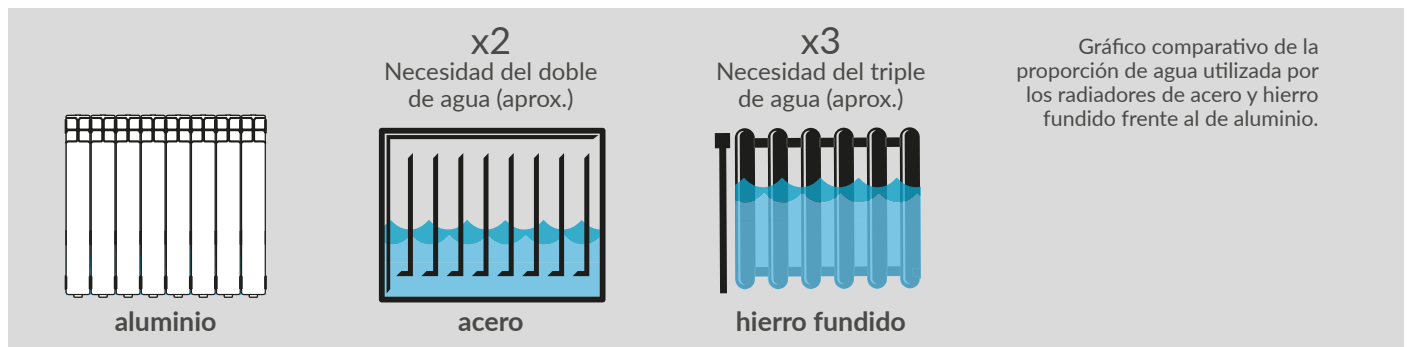 x2
Necesidad del doble
de agua (aprox.)
x3
Necesidad del triple
de agua (aprox.)
Gráfico comparativo de la
proporción de agua utilizada por
los radiadores de acero y hierro
fundido frente al de aluminio.
aluminio
acero
hierro fundido